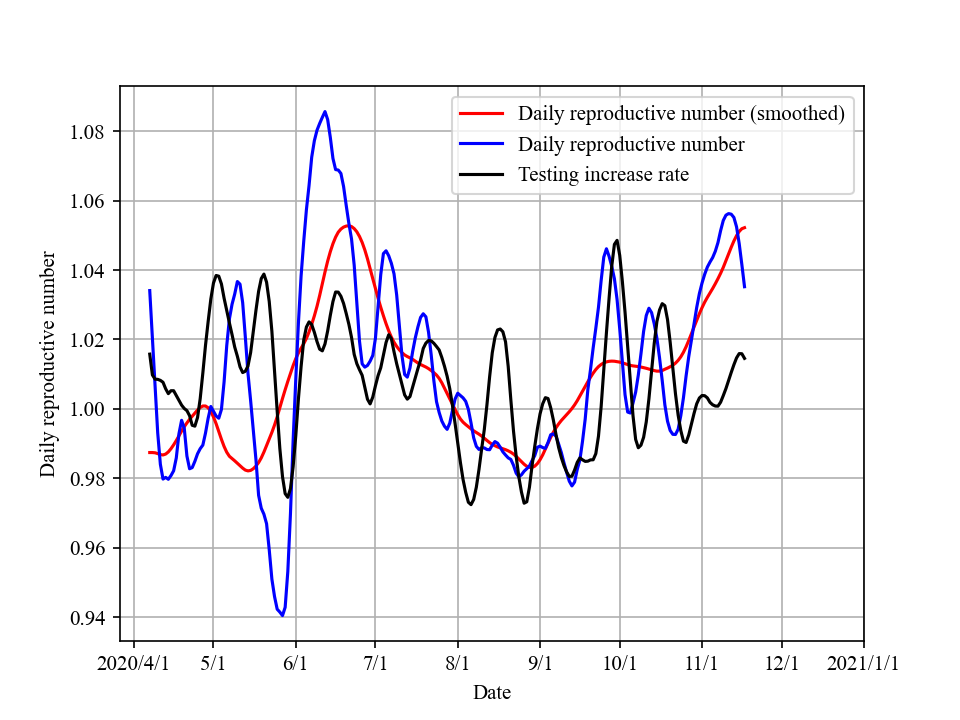 Daily reproductive number (smoothed)
Daily reproductive number
Testing increase rate
Daily reproductive number
1.08
1.06
1.04
1.02
1.00
0.98
0.96
0.94
2020/4/1 5/1 6/1 7/1 8/1 9/1 10/1 11/1 12/1 2021/1/1
Date